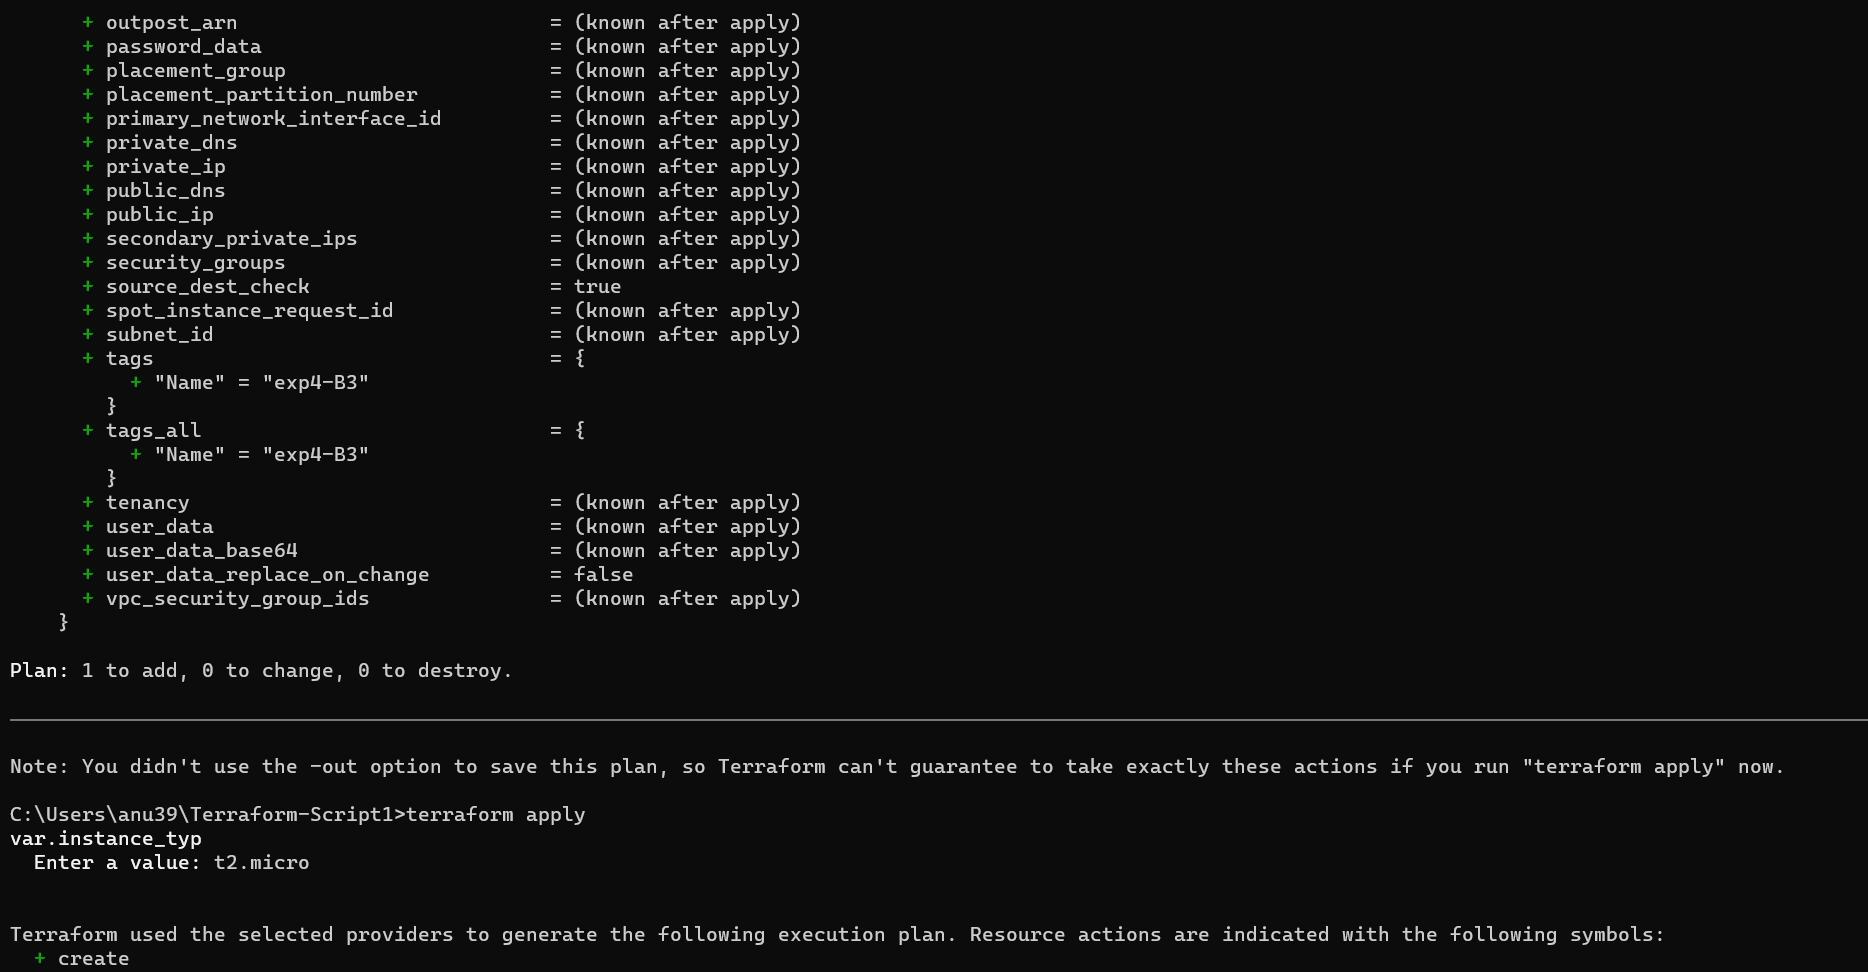 + outpost_arn = (known after apply)
+ password_data = (known after apply)
+ placement_group = (known after apply)
+ placement_partition_number = (known after apply)
+ primary_network_interface_id = (known after apply)
+ private_dns = (known after apply)
+ private_ip = (known after apply)
+ public_dns = (known after apply)
+ public_ip = (known after apply)
+ secondary_private_ips = (known after apply)
+ security_groups = (known after apply)
+ source_dest_check = true
+ spot_instance_request_id = (known after apply)
+ subnet_id = (known after apply)
+ tags = {
+ "Name" = "exp4-B3"
}
+ tags_all = {
+ "Name" = "exp4-B3"
}
+ tenancy = (known after apply)
+ user_data = (known after apply)
+ user_data_base64 = (known after apply)
+ user_data_replace_on_change = false
+ vpc_security_group_ids = (known after apply)
}
Plan: 1 to add, 0 to change, 0 to destroy.
Note: You didn't use the -out option to save this plan, so Terraform can't guarantee to take exactly these actions if you run "terraform apply" now.
C:\Users\anu39\Terraform-Script1>terraform apply
var.instance_typ
Enter a value: t2.micro
Terraform used the selected providers to generate the following execution plan. Resource actions are indicated with the following symbols:
+ create